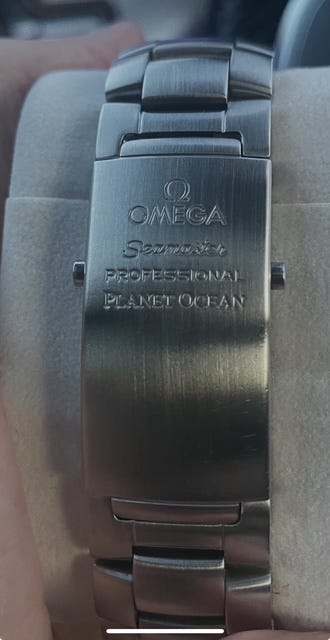 Ω
OMEGA
Seamaster
PROFESSIONAL
PLANET OCEAN